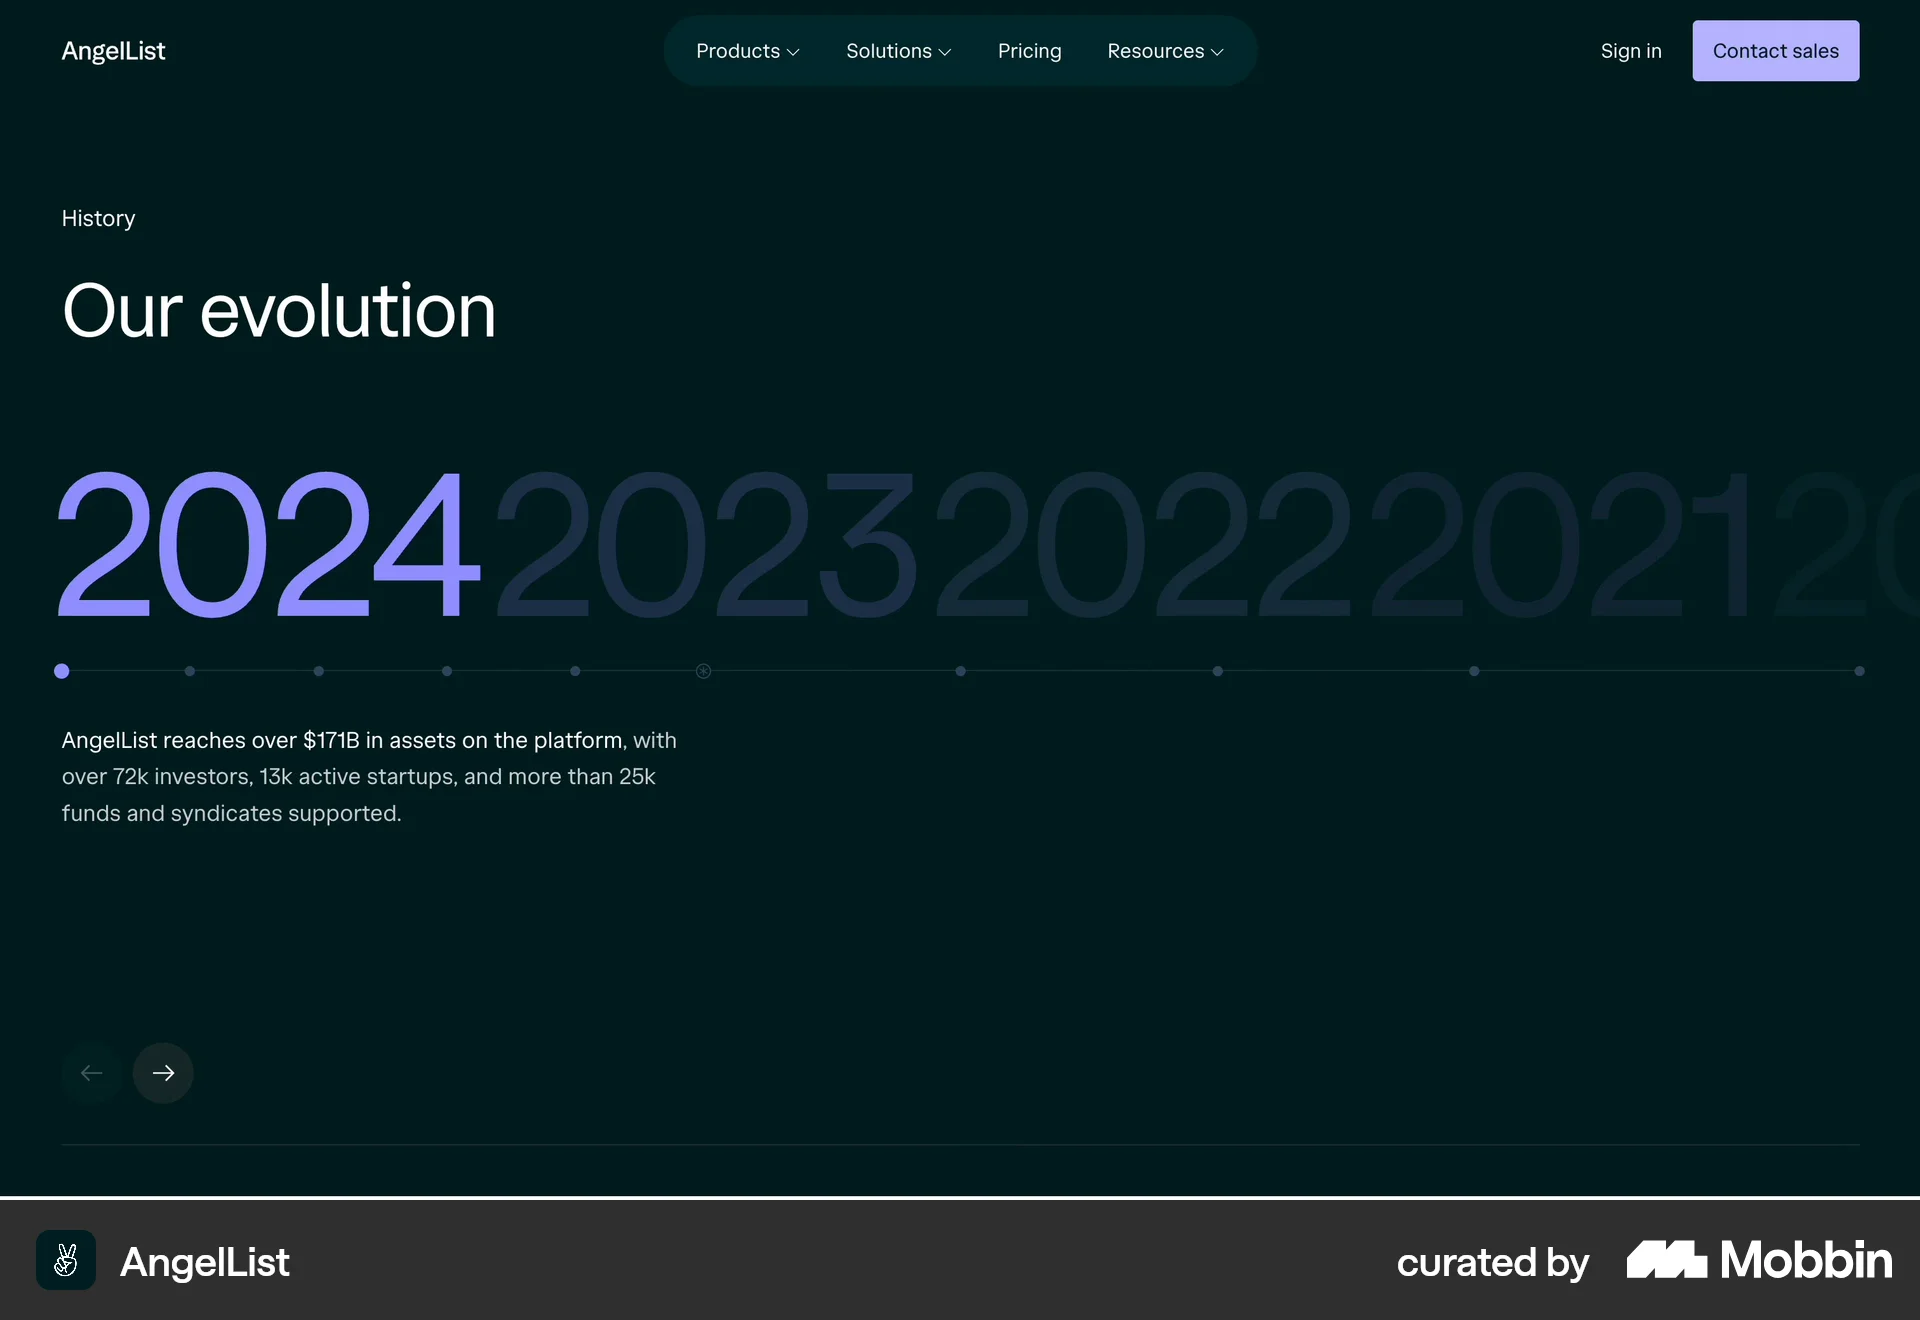 AngelList
Products
Solutions
Pricing
Resources
Sign in
Contact sales
History
Our evolution
2024 2023 2022 2021 20
AngelList reaches over $171B in assets on the platform, with
over 72k investors, 13k active startups, and more than 25k
funds and syndicates supported.
AngelList
curated by Mobbin